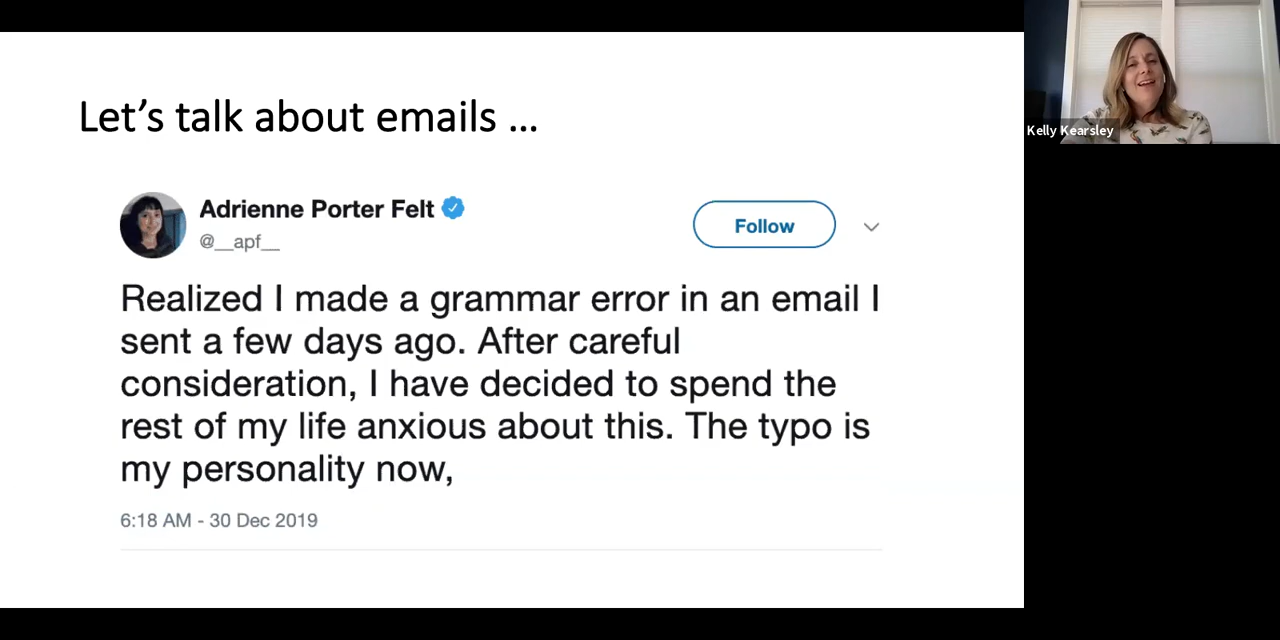 Let's talk about emails ...
Adrienne Porter Felt
@__apf__
Follow
Realized I made a grammar error in an email I
sent a few days ago. After careful
consideration, I have decided to spend the
rest of my life anxious about this. The typo is
my personality now,
6:18 AM - 30 Dec 2019
Kelly Kearsley